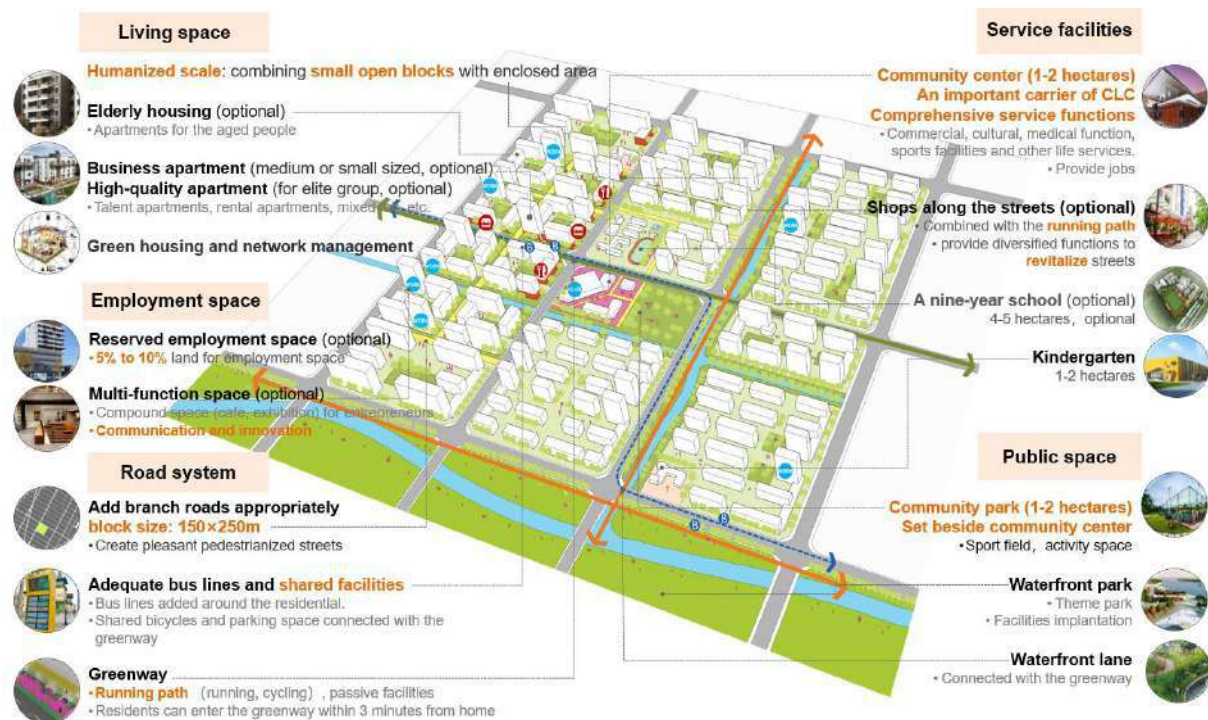 Living space
Humanized scale: combining small open blocks with enclosed area
Elderly housing (optional)
• Apartments for the aged people
Business apartment (medium or small sized, optional)
High-quality apartment (for elite group, optional)
• Talent apartments, rental apartments, mixed etc.
Green housing and network management
Employment space
Reserved employment space (optional)
• 5% to 10% land for employment space
Multi-function space (optional)
• Compound space (cafe, exhibition) for entrepreneurs
• Communication and innovation
Road system
Add branch roads appropriately
block size: 150×250m
• Create pleasant pedestrianized streets
Adequate bus lines and shared facilities
• Bus lines added around the residential.
• Shared bicycles and parking space connected with the
greenway
Greenway
• Running path （running, cycling）, passive facilities
• Residents can enter the greenway within 3 minutes from home
Service facilities
Community center (1-2 hectares)
An important carrier of CLC
Comprehensive service functions
• Commercial, cultural, medical function,
sports facilities and other life services.
• Provide jobs
Shops along the streets (optional)
• Combined with the running path
• provide diversified functions to
revitalize streets
A nine-year school (optional)
4-5 hectares，optional
Kindergarten
1-2 hectares
Public space
Community park (1-2 hectares)
Set beside community center
• Sport field，activity space
Waterfront park
• Theme park
• Facilities implantation
Waterfront lane
• Connected with the greenway
B
B
B
B